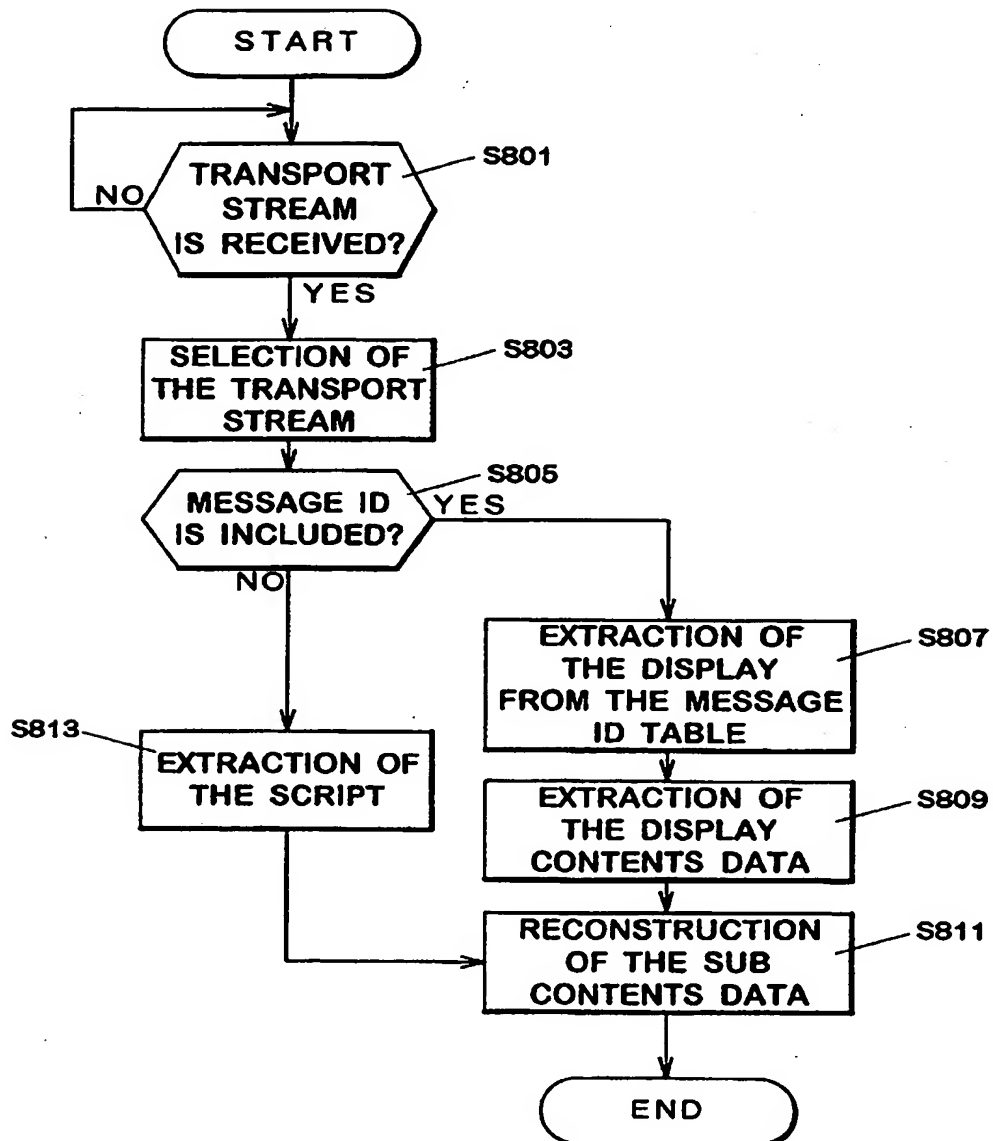 START
S801
TRANSPORT
STREAM
IS RECEIVED?
NO
YES
S803
SELECTION OF
THE TRANSPORT
STREAM
S805
MESSAGE ID
IS INCLUDED?
YES
NO
S807
EXTRACTION OF
THE DISPLAY
FROM THE MESSAGE
ID TABLE
S813
EXTRACTION OF
THE SCRIPT
S809
EXTRACTION OF
THE DISPLAY
CONTENTS DATA
S811
RECONSTRUCTION
OF THE SUB
CONTENTS DATA
END